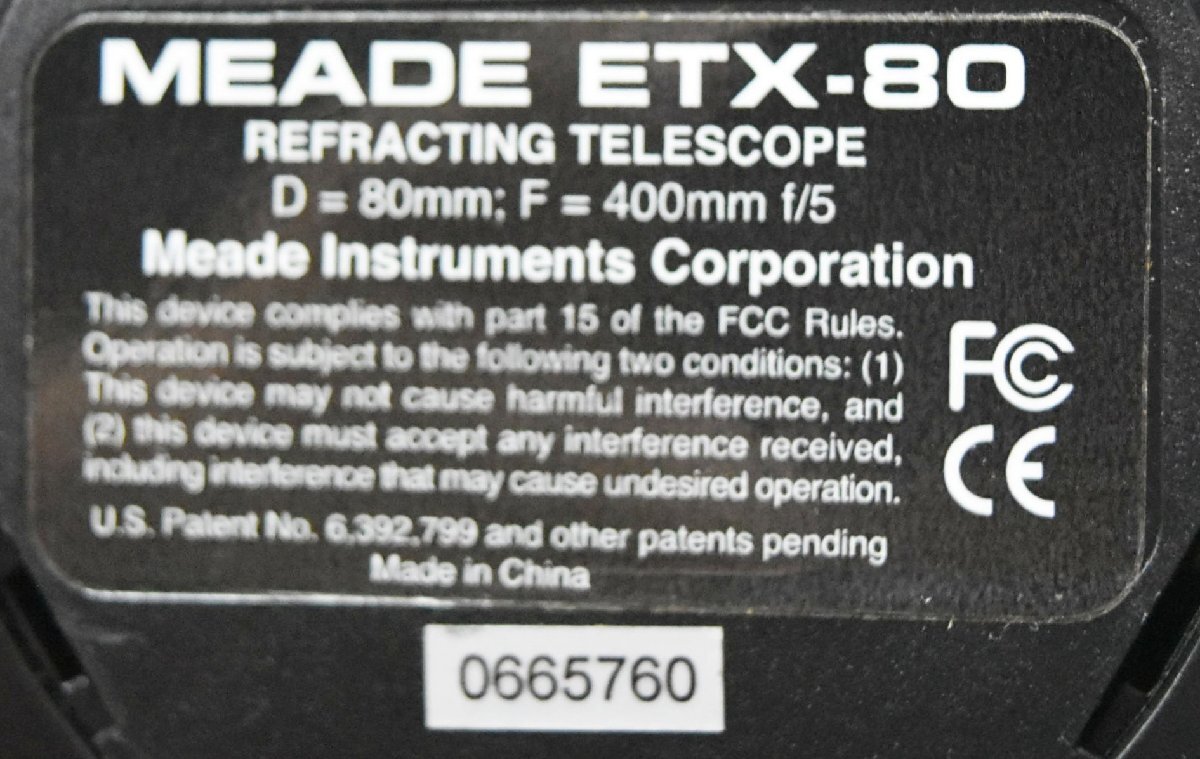 MEADE ETX-80
REFRACTING TELESCOPE
D = 80mm; F = 400mm f/5
Meade Instruments Corporation
This device complies with part 15 of the FCC Rules.
Operation is subject to the following two conditions: (1)
This device may not cause harmful interference, and
(2) this device must accept any interference received,
including interference that may cause undesired operation.
FC
CE
U.S. Patent No. 6,392,799 and other patents pending
Made in China
0665760